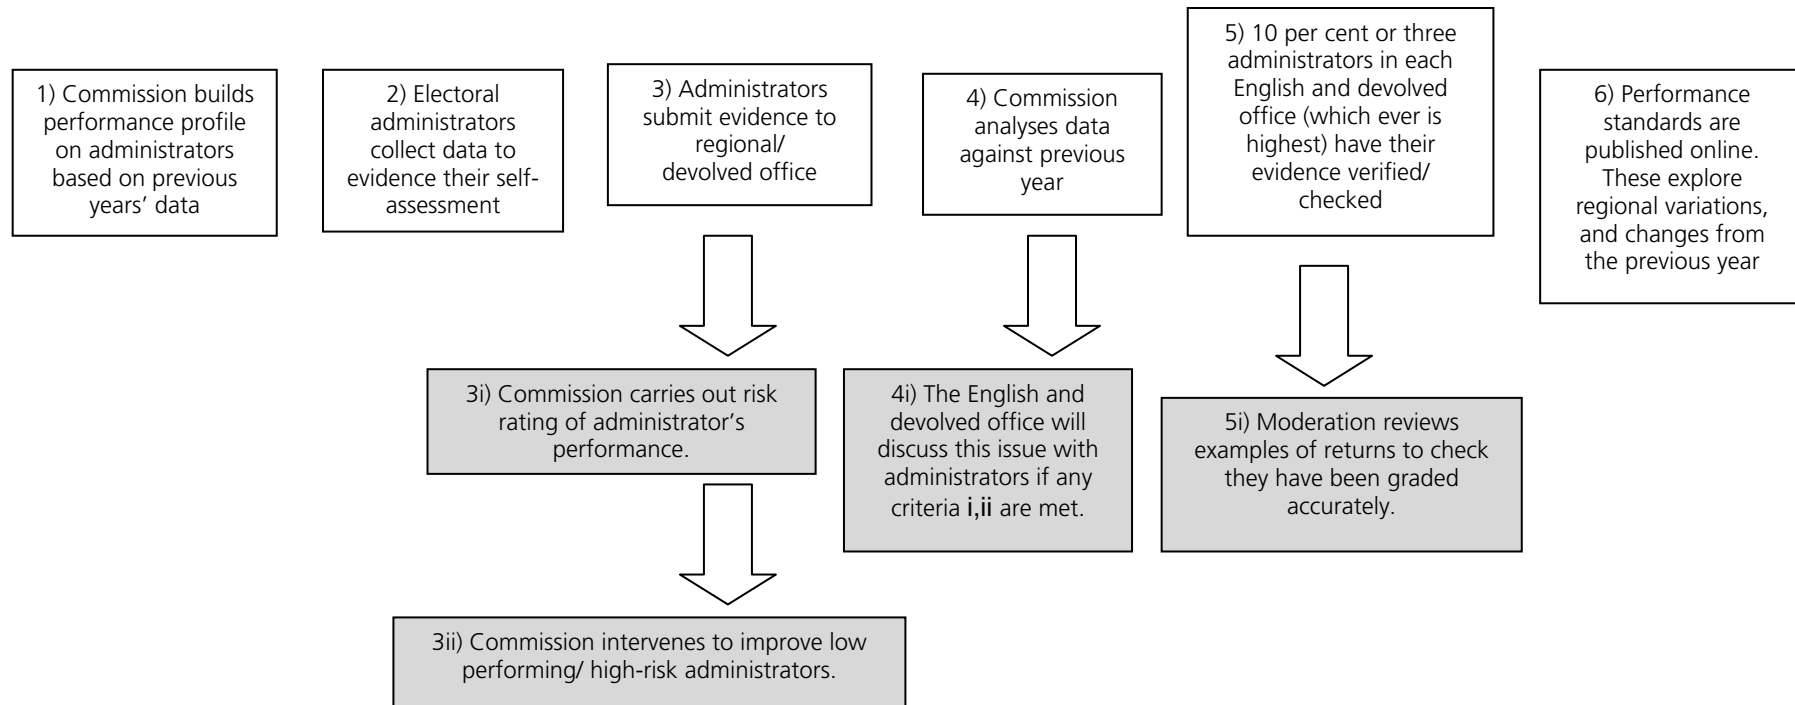 1) Commission builds
performance profile
on administrators
based on previous
years’ data
2) Electoral
administrators
collect data to
evidence their self-
assessment
3) Administrators
submit evidence to
regional/
devolved office
4) Commission
analyses data
against previous
year
5) 10 per cent or three
administrators in each
English and devolved
office (which ever is
highest) have their
evidence verified/
checked
6) Performance
standards are
published online.
These explore
regional variations,
and changes from
the previous year
3i) Commission carries out risk
rating of administrator’s
performance.
4i) The English and
devolved office will
discuss this issue with
administrators if any
criteria i,ii are met.
5i) Moderation reviews
examples of returns to check
they have been graded
accurately.
3ii) Commission intervenes to improve low
performing/ high-risk administrators.